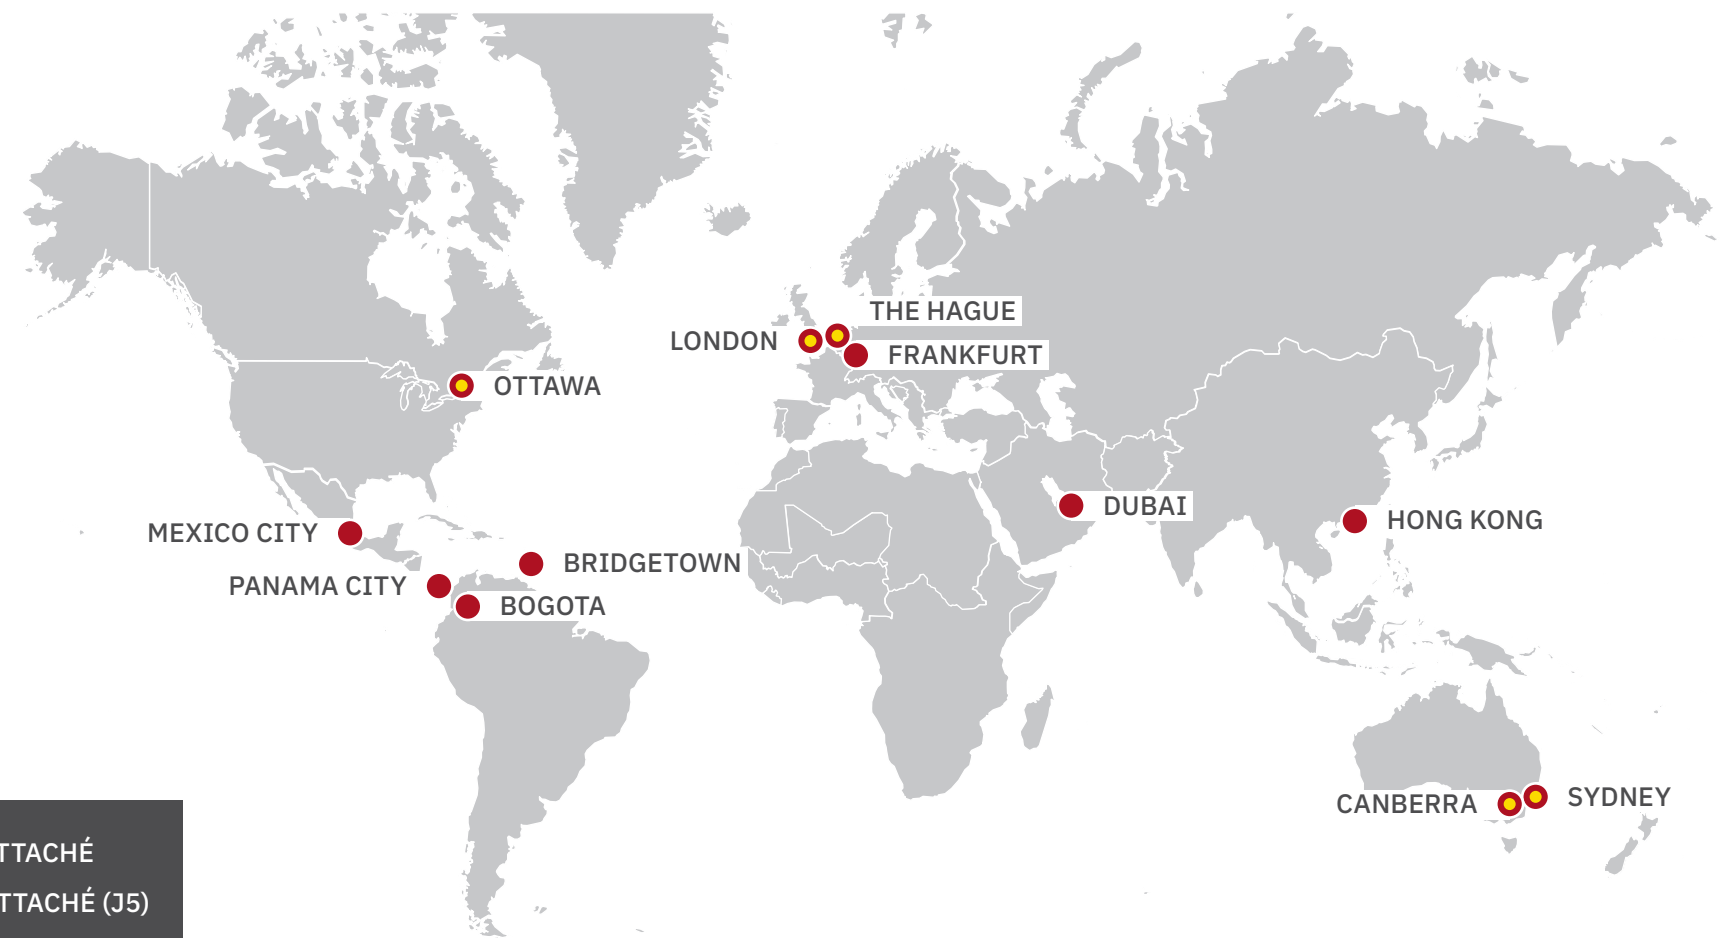 THE HAGUE
LONDON
FRANKFURT
OTTAWA
DUBAI
HONG KONG
MEXICO CITY
BRIDGETOWN
PANAMA CITY
BOGOTA
CANBERRA
SYDNEY
TTACHÉ
TTACHÉ (J5)